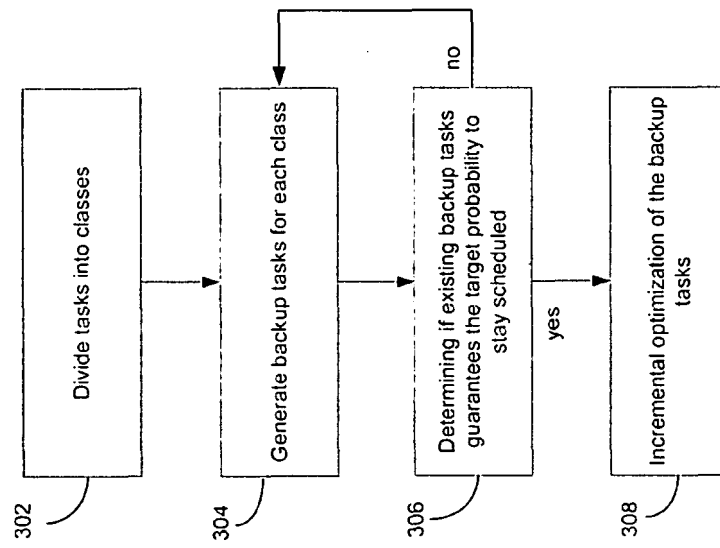 302
Divide tasks into classes
304
Generate backup tasks for each class
no
306
Determining if existing backup tasks
guarantees the target probability to
stay scheduled
yes
308
Incremental optimization of the backup
tasks